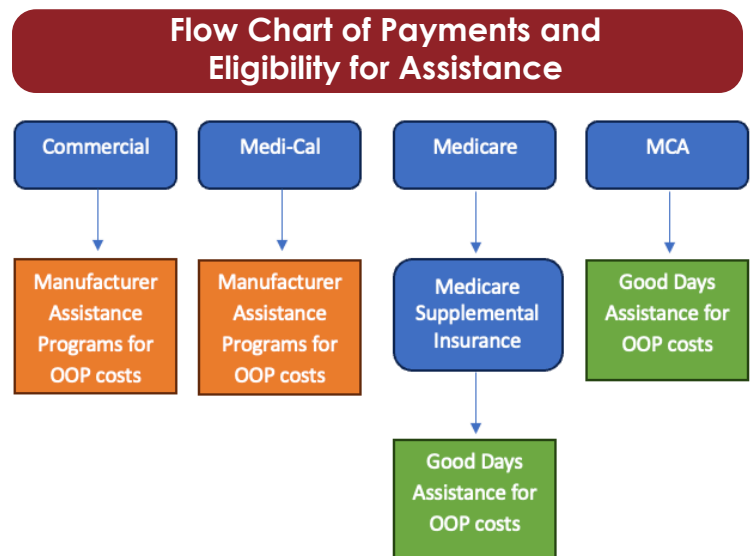 Flow Chart of Payments and
Eligibility for Assistance
Commercial
Medi-Cal
Medicare
MCA
Manufacturer
Assistance
Programs for
OOP costs
Manufacturer
Assistance
Programs for
OOP costs
Medicare
Supplemental
Insurance
Good Days
Assistance for
OOP costs
Good Days
Assistance for
OOP costs